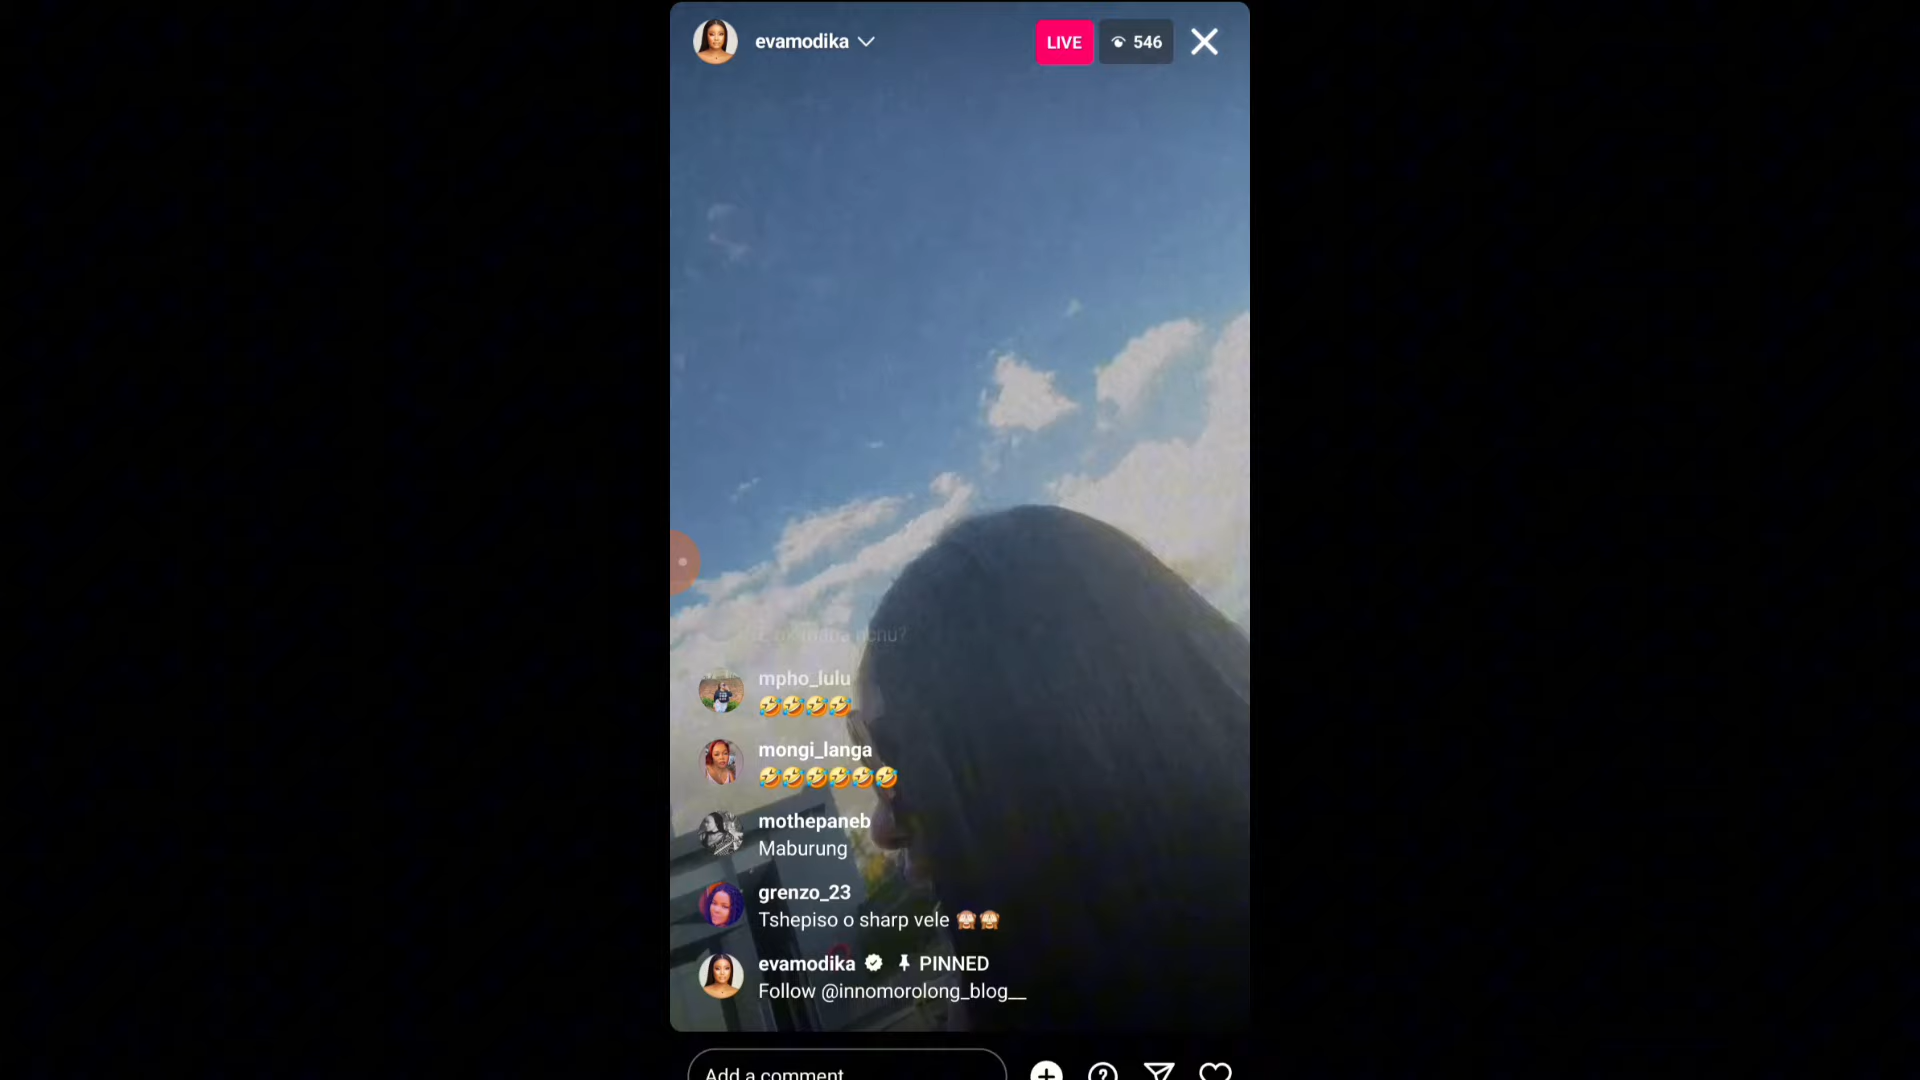 evamodika
LIVE
546
mpho_lulu
🤣🤣🤣🤣
mongi_langa
🤣🤣🤣🤣🤣🤣
mothepaneb
Maburung
grenzo_23
Tshepiso o sharp vele 🙈🙈
evamodika PINNED
Follow @innomorolong_blog__
Add a comment